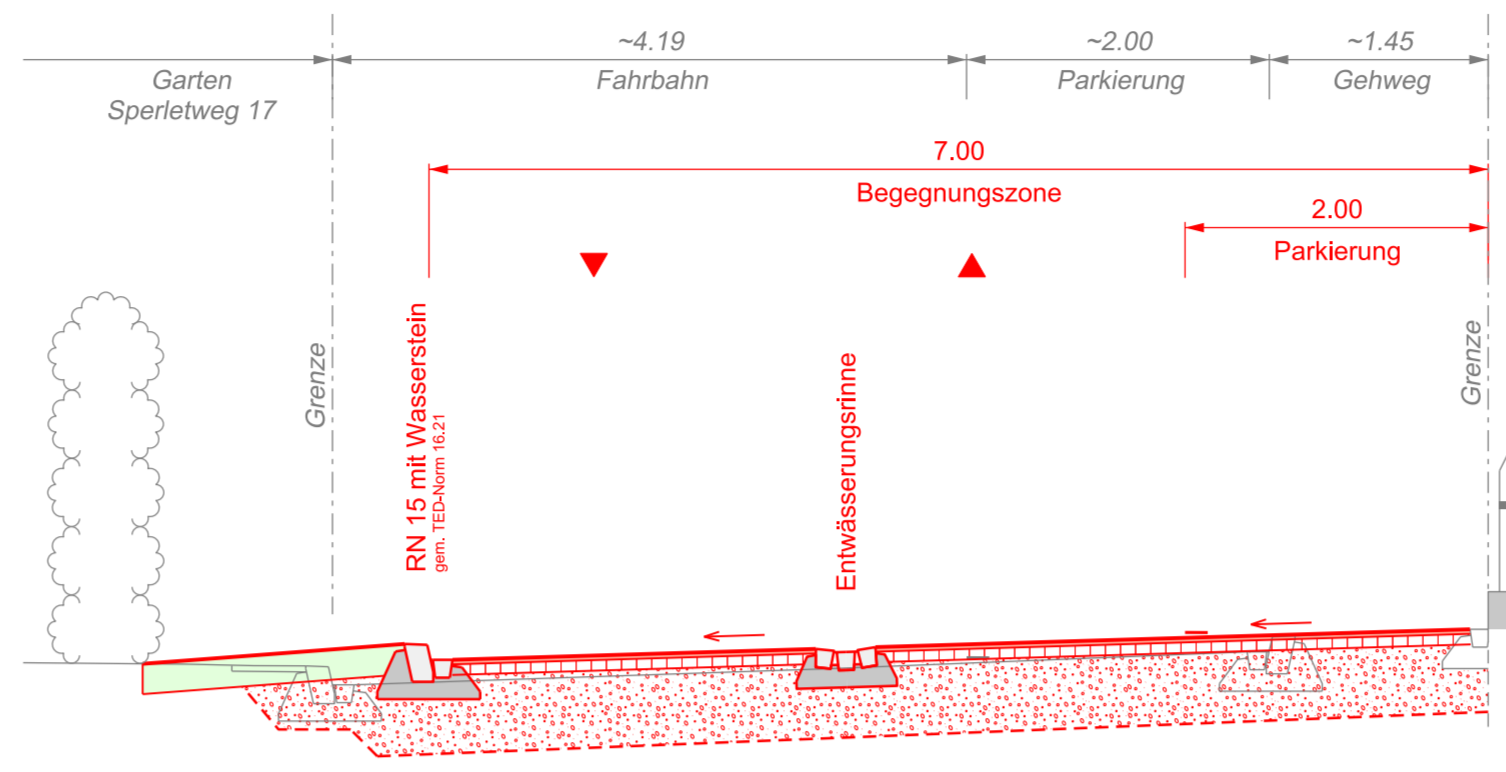 ~4.19
~2.00
~1.45
Garten
Sperletweg 17
Fahrbahn
Parkierung
Gehweg
7.00
Begegnungszone
2.00
Parkierung
Grenze
RN 15 mit Wasserstein
gem. TED-Norm 16.21
Entwässerungsrinne
Grenze